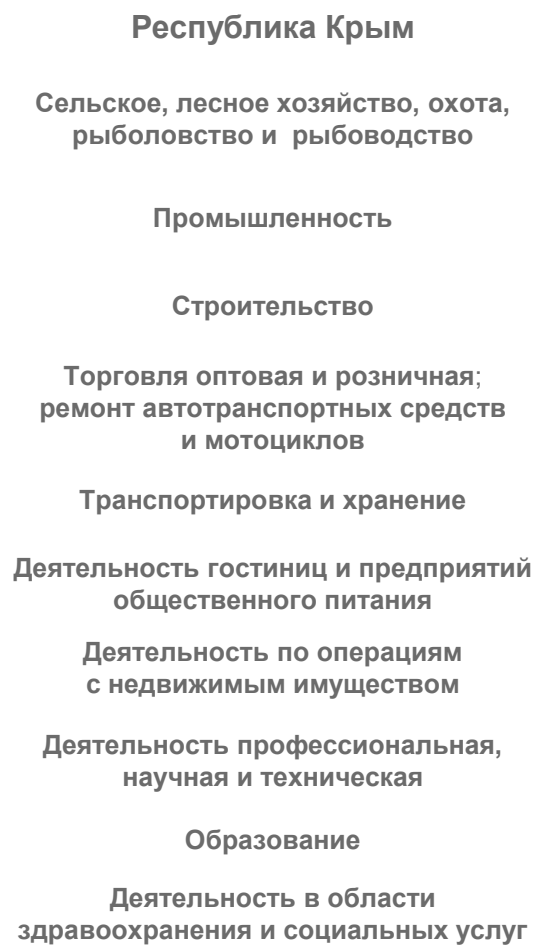 Республика Крым
Сельское, лесное хозяйство, охота,
рыболовство и рыбоводство
Промышленность
Строительство
Торговля оптовая и розничная;
ремонт автотранспортных средств
и мотоциклов
Транспортировка и хранение
Деятельность гостиниц и предприятий
общественного питания
Деятельность по операциям
с недвижимым имуществом
Деятельность профессиональная,
научная и техническая
Образование
Деятельность в области
здравоохранения и социальных услуг